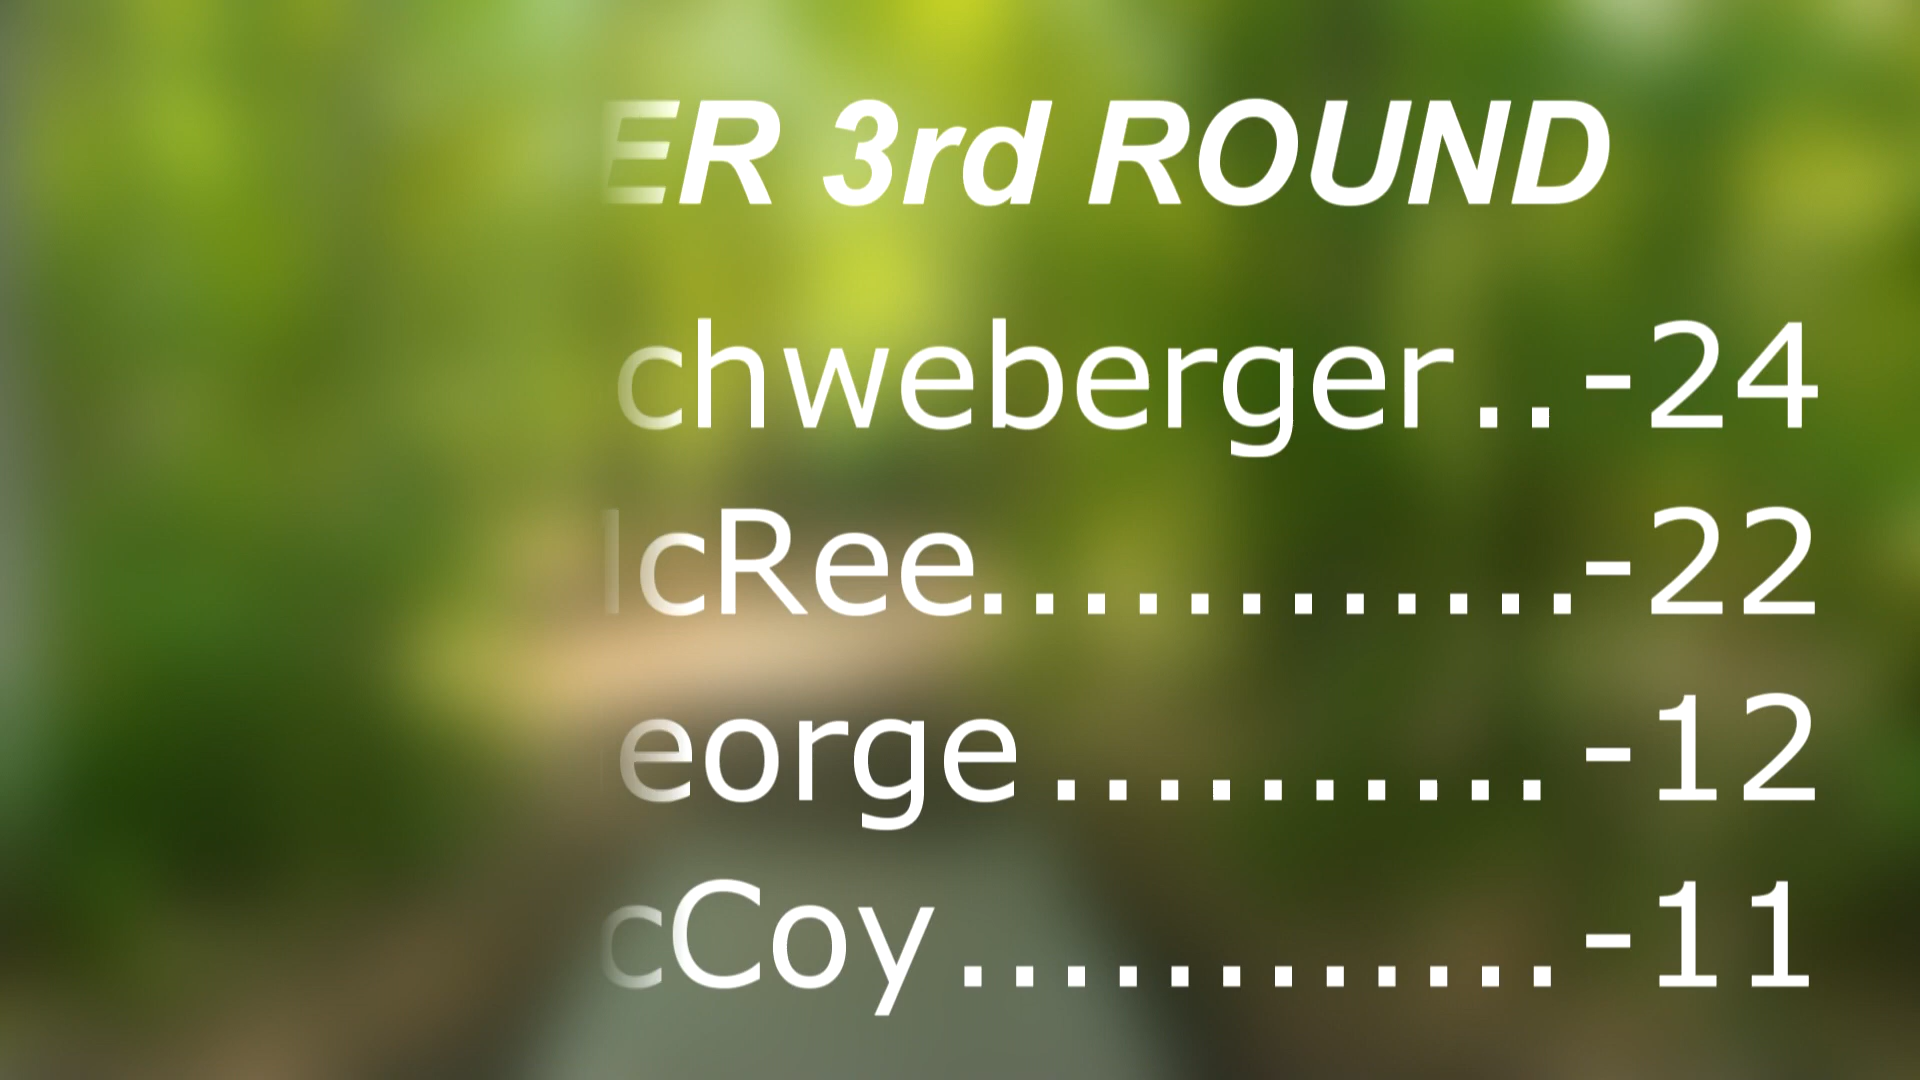 ER 3rd ROUND
chweberger..-24
cRee............-22
eorge..........-12
cCoy............-11